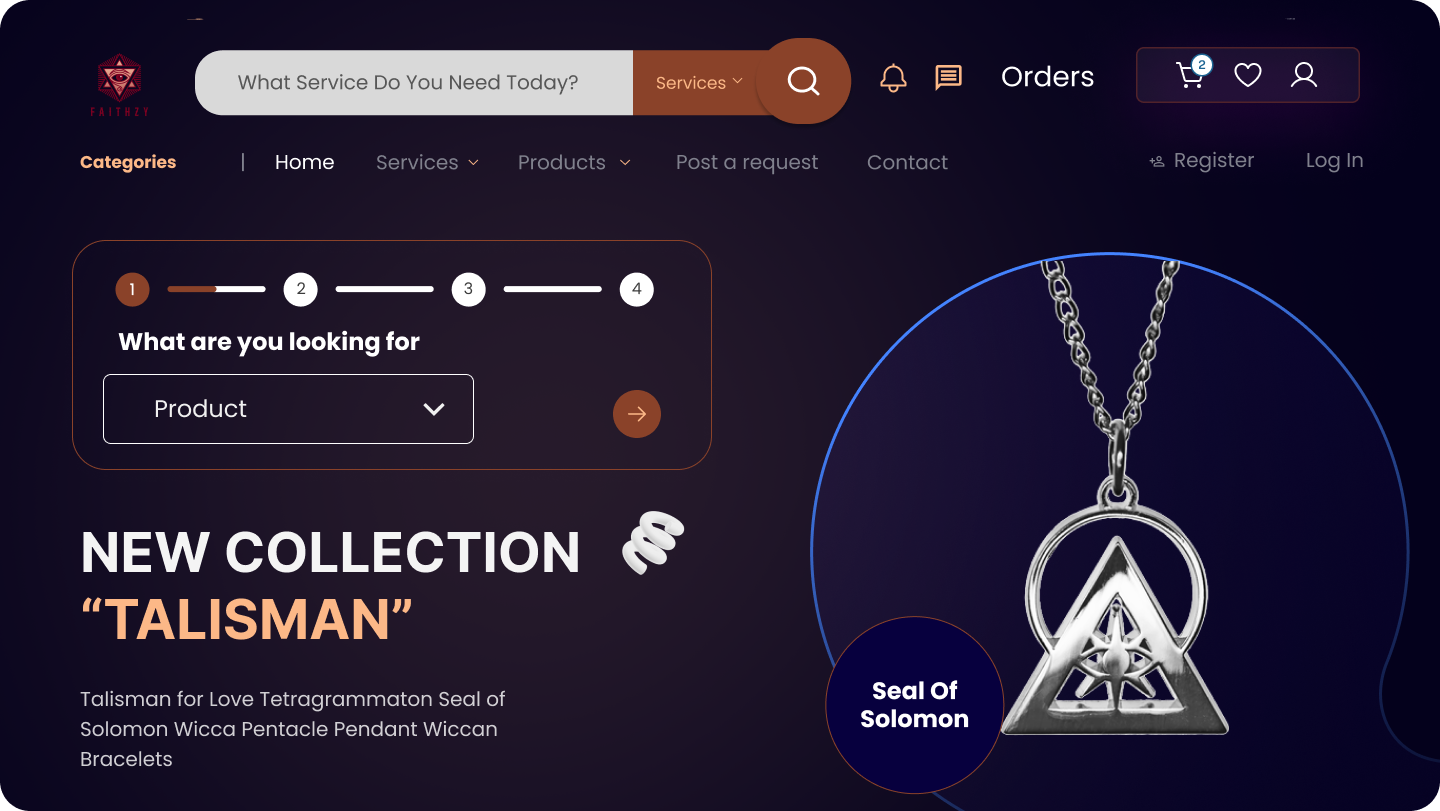 FAITHZY
What Service Do You Need Today?
Services
Orders
2
Categories | Home Services Products Post a request Contact
Register Log In
1 2 3 4
What are you looking for
Product
NEW COLLECTION
“TALISMAN”
Talisman for Love Tetragrammaton Seal of
Solomon Wicca Pentacle Pendant Wiccan
Bracelets
Seal Of
Solomon